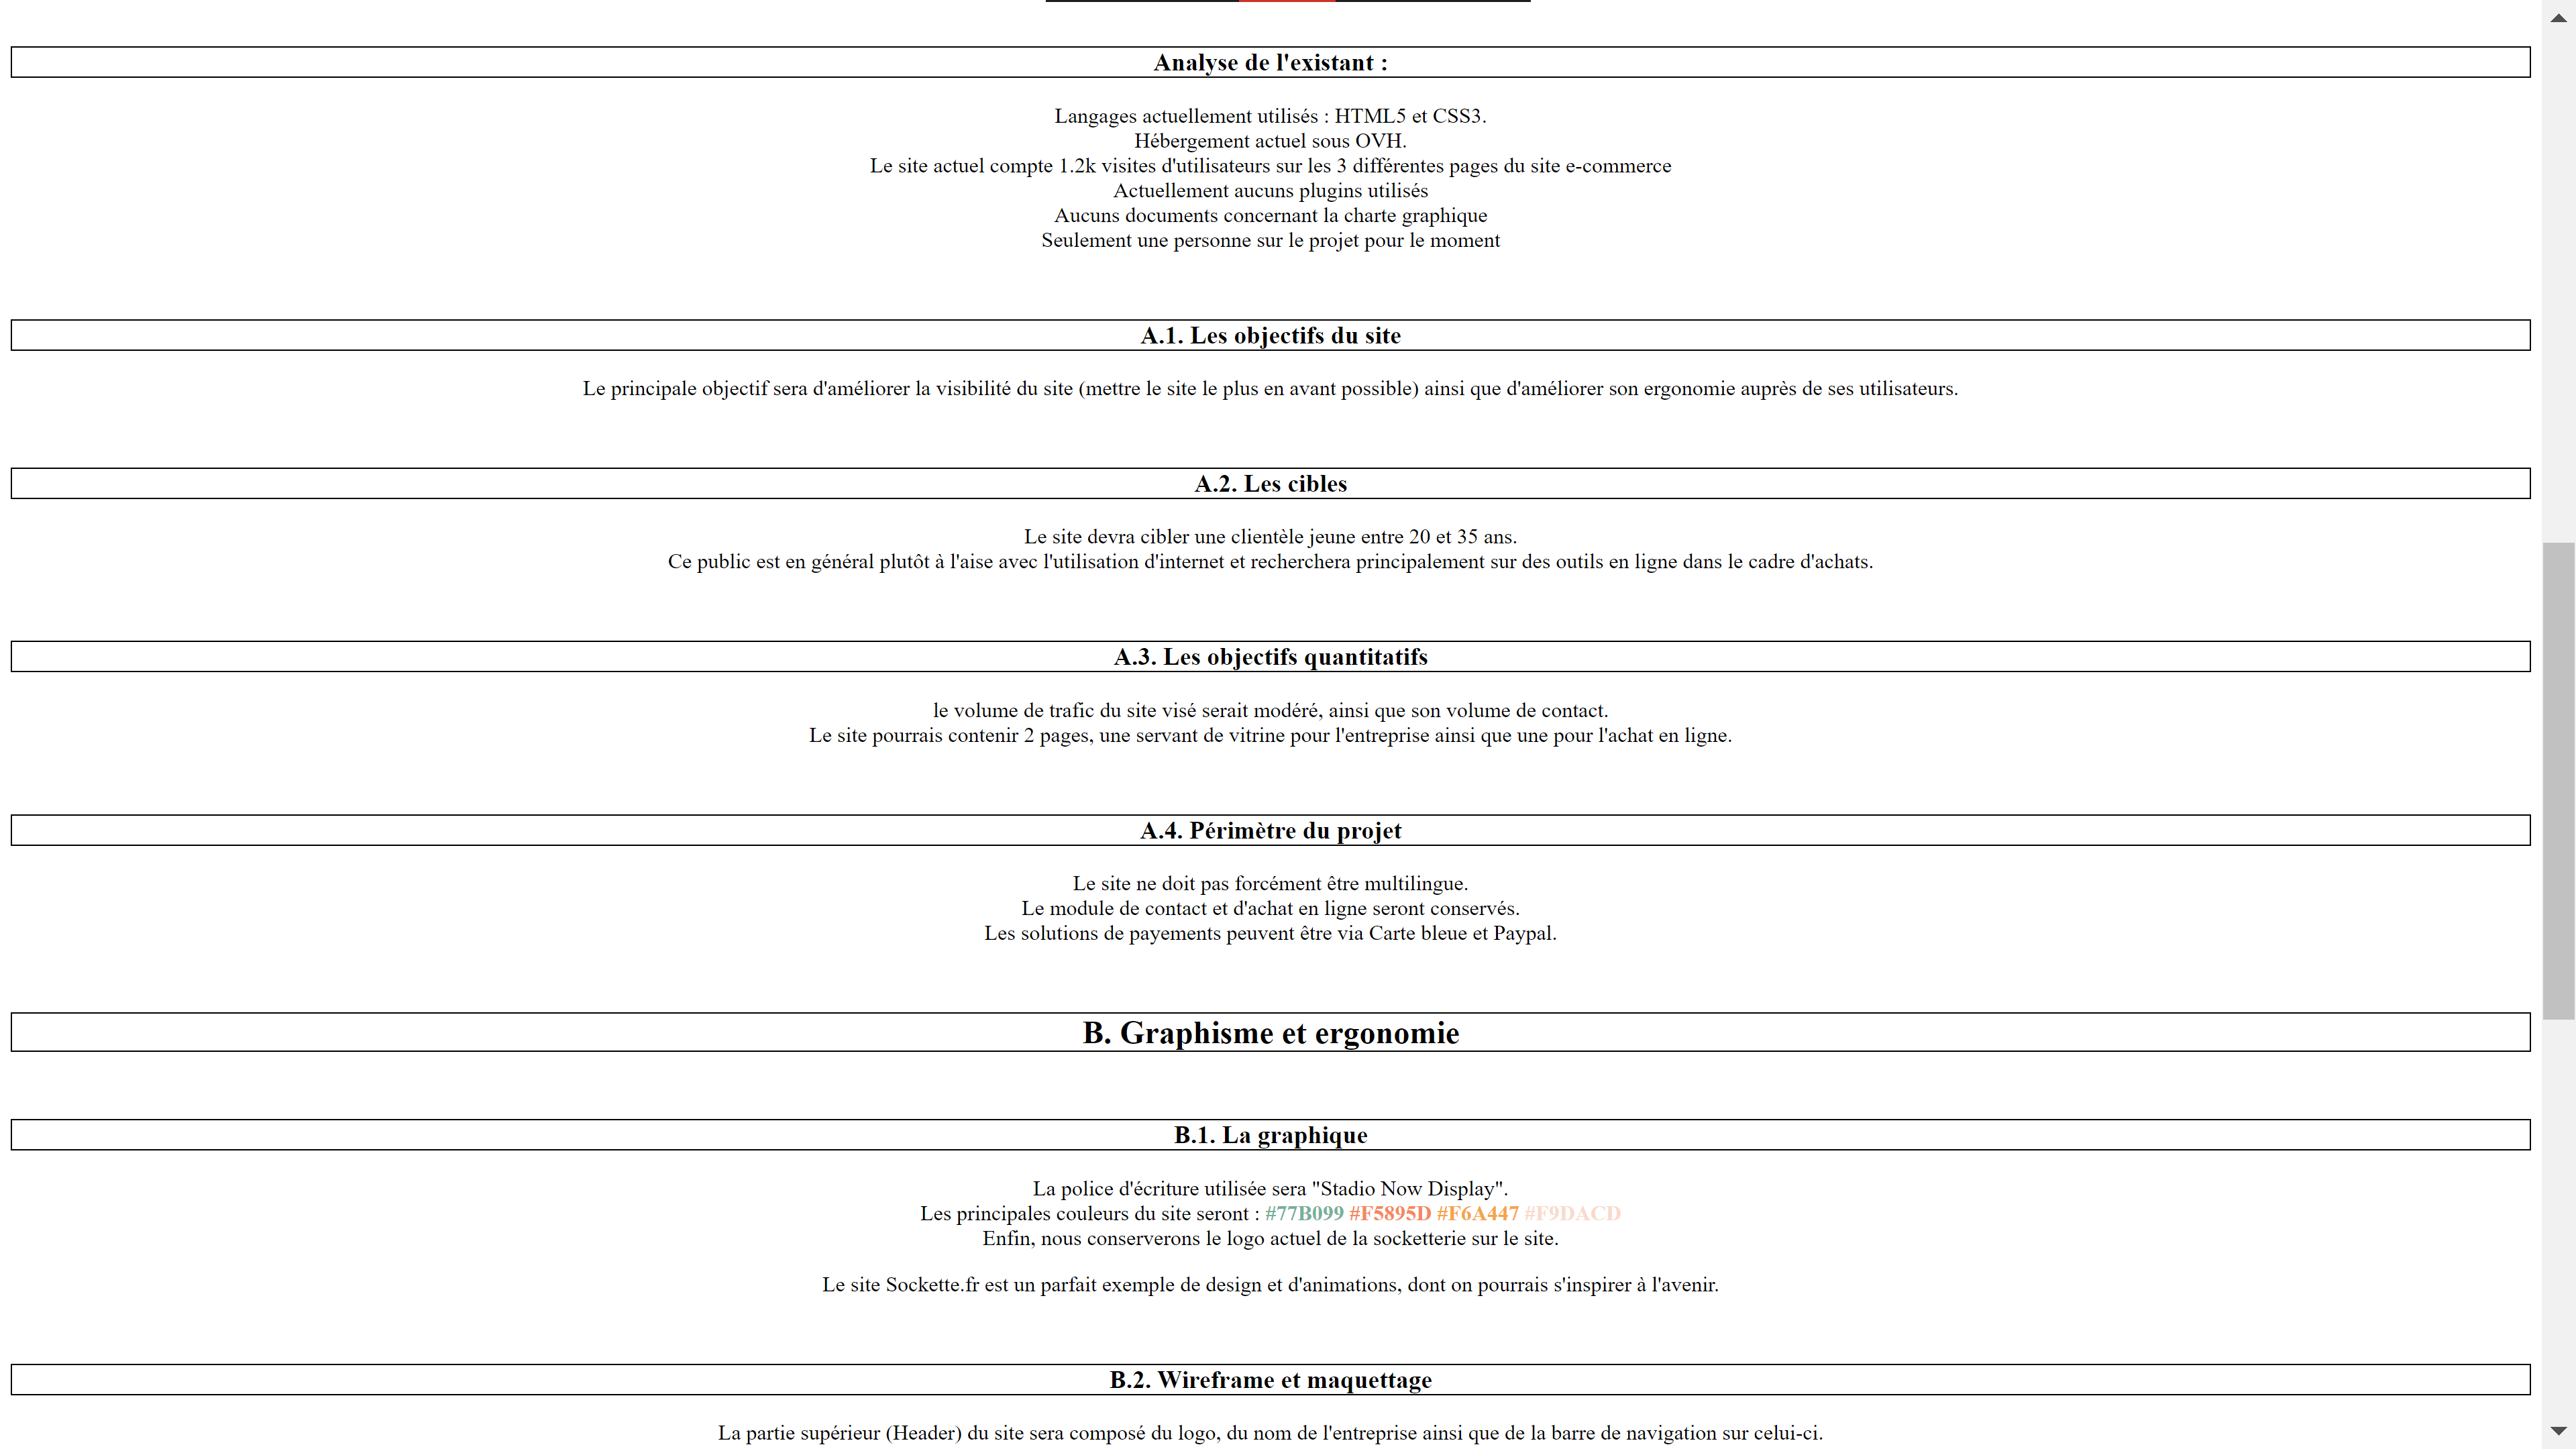 Analyse de l'existant :
Langages actuellement utilisés : HTML5 et CSS3.
Hébergement actuel sous OVH.
Le site actuel compte 1.2k visites d'utilisateurs sur les 3 différentes pages du site e-commerce
Actuellement aucuns plugins utilisés
Aucuns documents concernant la charte graphique
Seulement une personne sur le projet pour le moment
A.1. Les objectifs du site
Le principale objectif sera d'améliorer la visibilité du site (mettre le site le plus en avant possible) ainsi que d'améliorer son ergonomie auprès de ses utilisateurs.
A.2. Les cibles
Le site devra cibler une clientèle jeune entre 20 et 35 ans.
Ce public est en général plutôt à l'aise avec l'utilisation d'internet et recherchera principalement sur des outils en ligne dans le cadre d'achats.
A.3. Les objectifs quantitatifs
le volume de trafic du site visé serait modéré, ainsi que son volume de contact.
Le site pourrais contenir 2 pages, une servant de vitrine pour l'entreprise ainsi que une pour l'achat en ligne.
A.4. Périmètre du projet
Le site ne doit pas forcément être multilingue.
Le module de contact et d'achat en ligne seront conservés.
Les solutions de payements peuvent être via Carte bleue et Paypal.
B. Graphisme et ergonomie
B.1. La graphique
La police d'écriture utilisée sera "Stadio Now Display".
Les principales couleurs du site seront : #77B099 #F5895D #F6A447 #F9DACD
Enfin, nous conserverons le logo actuel de la socketterie sur le site.
Le site Sockette.fr est un parfait exemple de design et d'animations, dont on pourrais s'inspirer à l'avenir.
B.2. Wireframe et maquettage
La partie supérieur (Header) du site sera composé du logo, du nom de l'entreprise ainsi que de la barre de navigation sur celui-ci.